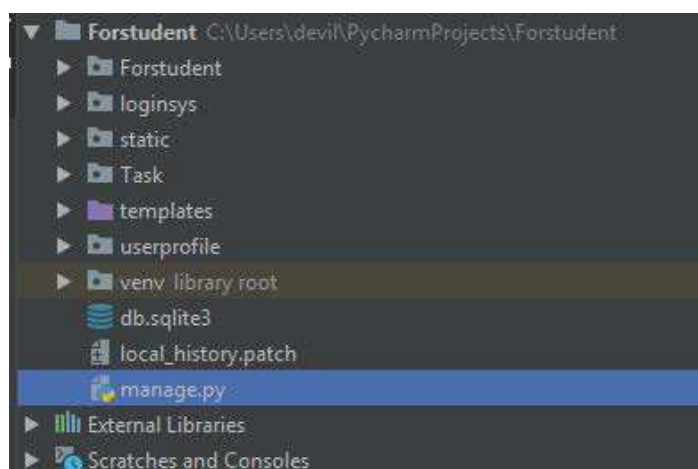 Forstudent C:\Users\devil\PycharmProjects\Forstudent
Forstudent
loginsys
static
Task
templates
userprofile
venv library root
db.sqlite3
local_history.patch
manage.py
External Libraries
Scratches and Consoles